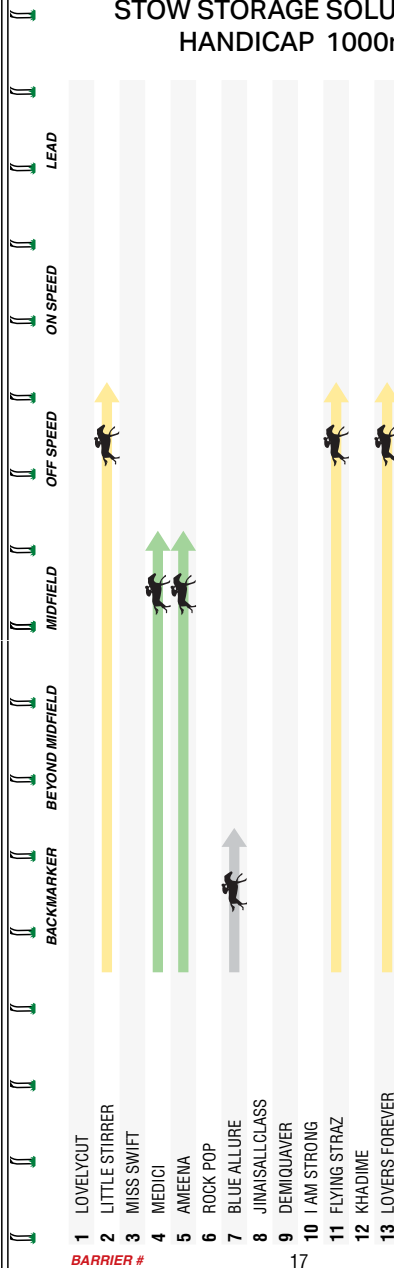 STOW STORAGE SOLU
HANDICAP 1000
LEAD
ON SPEED
OFF SPEED
MIDFIELD
BEYOND MIDFIELD
BACKMARKER
1 LOVELYCUT
2 LITTLE STIRRER
3 MISS SWIFT
4 MEDICI
5 AMEENA
6 ROCK POP
7 BLUE ALLURE
8 JINAISALLCLASS
9 DEMIQUAVER
10 I AM STRONG
11 FLYING STRAZ
12 KHADIME
13 LOVERS FOREVER
BARRIER #
17